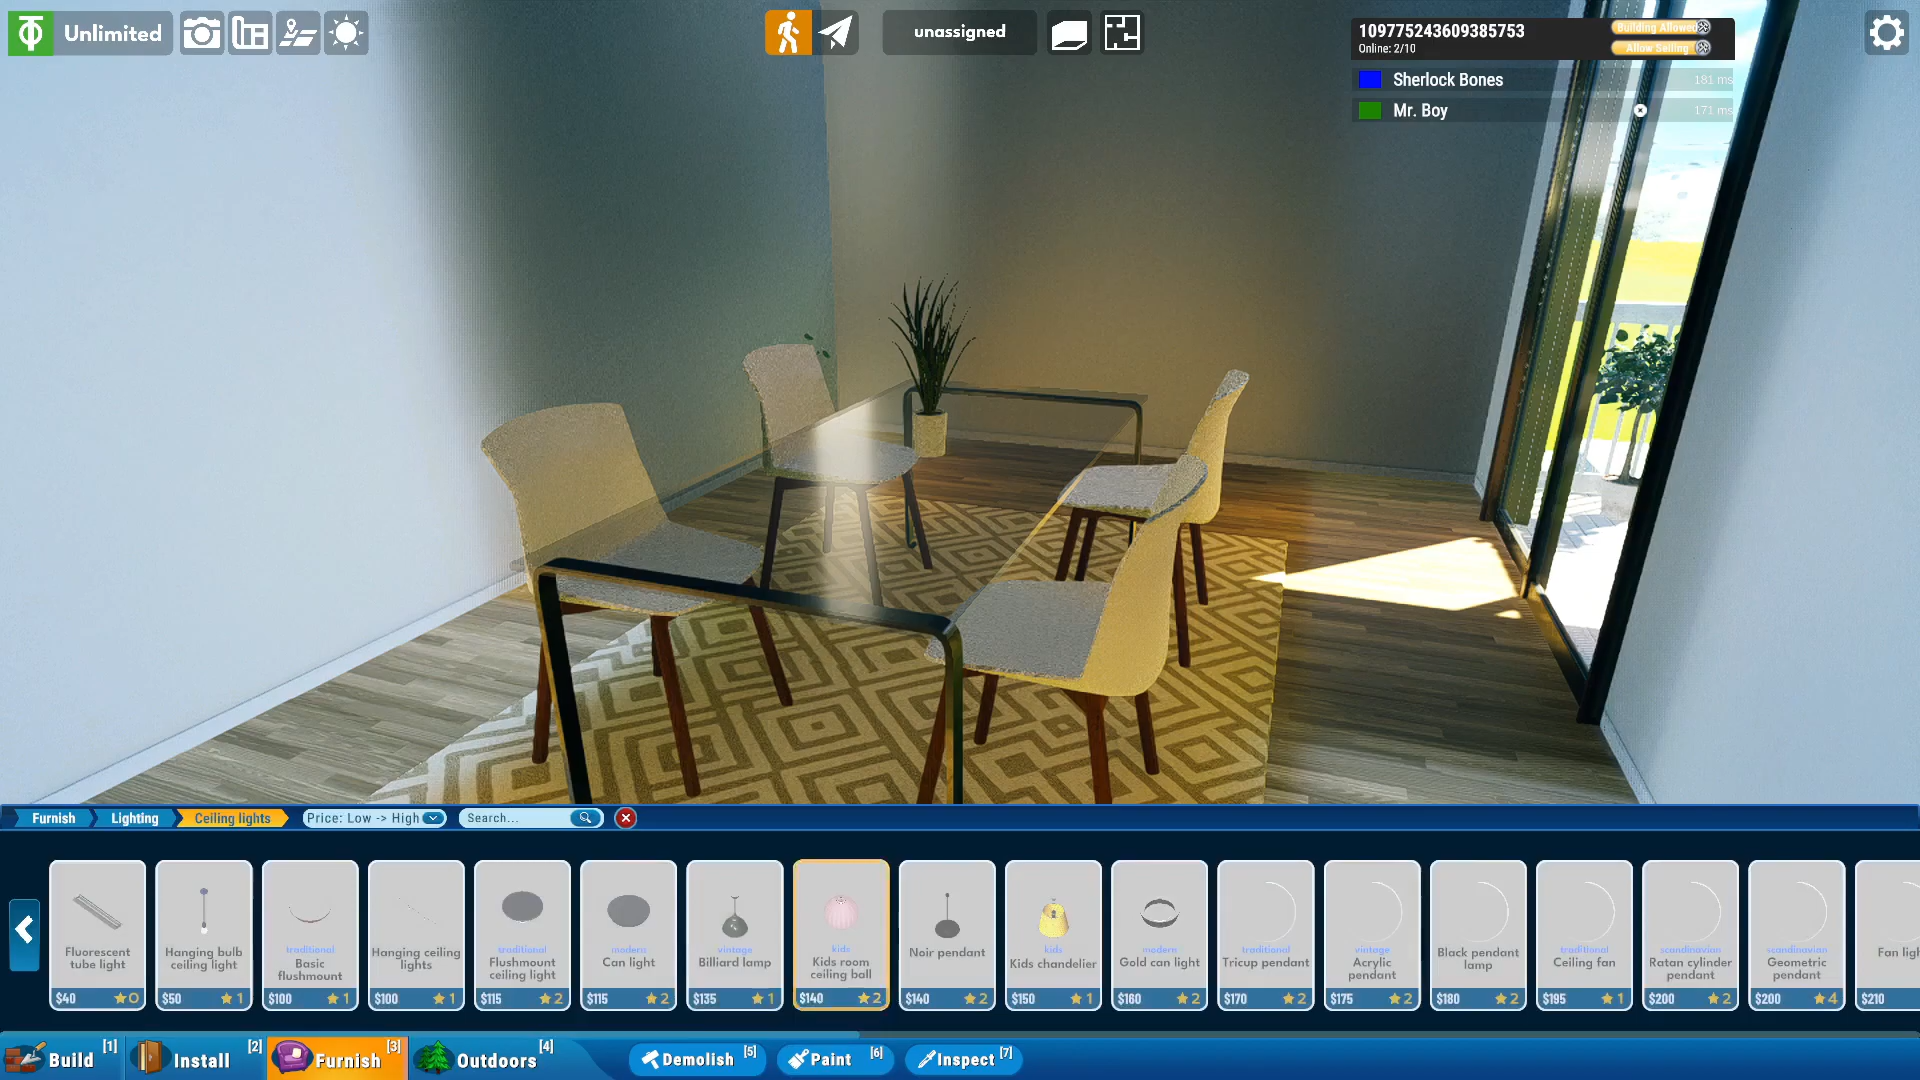 Unlimited
unassigned
109775243609385753
Building Allowed
Online: 2/10
Allow Selling
Sherlock Bones
181 ms
Mr. Boy
171 ms
Furnish
Lighting
Ceiling lights
Price: Low -> High
Search...
Fluorescent
tube light
$40
0
Hanging bulb
ceiling light
$50
1
traditional
Basic
flushmount
$100
1
Hanging ceiling
lights
$100
1
traditional
Flushmount
ceiling light
$115
2
modern
Can light
$115
2
vintage
Billiard lamp
$135
1
kids
Kids room
ceiling ball
$140
2
Noir pendant
$140
2
kids
Kids chandelier
$150
1
modern
Gold can light
$160
2
traditional
Tricup pendant
$170
2
vintage
Acrylic
pendant
$175
2
Black pendant
lamp
$180
2
traditional
Ceiling fan
$195
1
scandinavian
Ratan cylinder
pendant
$200
2
scandinavian
Geometric
pendant
$200
4
Fan ligh
$210
Build [1]
Install [2]
Furnish [3]
Outdoors [4]
Demolish [5]
Paint [6]
Inspect [7]